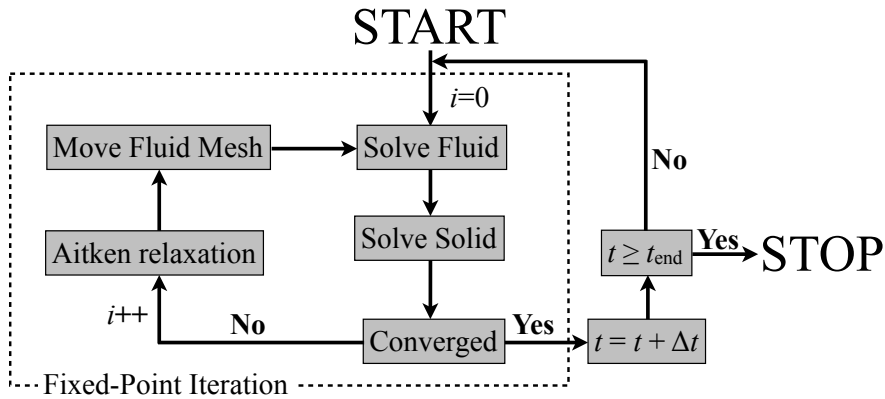 START
i=0
Move Fluid Mesh
Solve Fluid
No
Aitken relaxation
Solve Solid
t ≥ t_end
Yes
STOP
i++
No
Converged
Yes
t = t + Δt
Fixed-Point Iteration